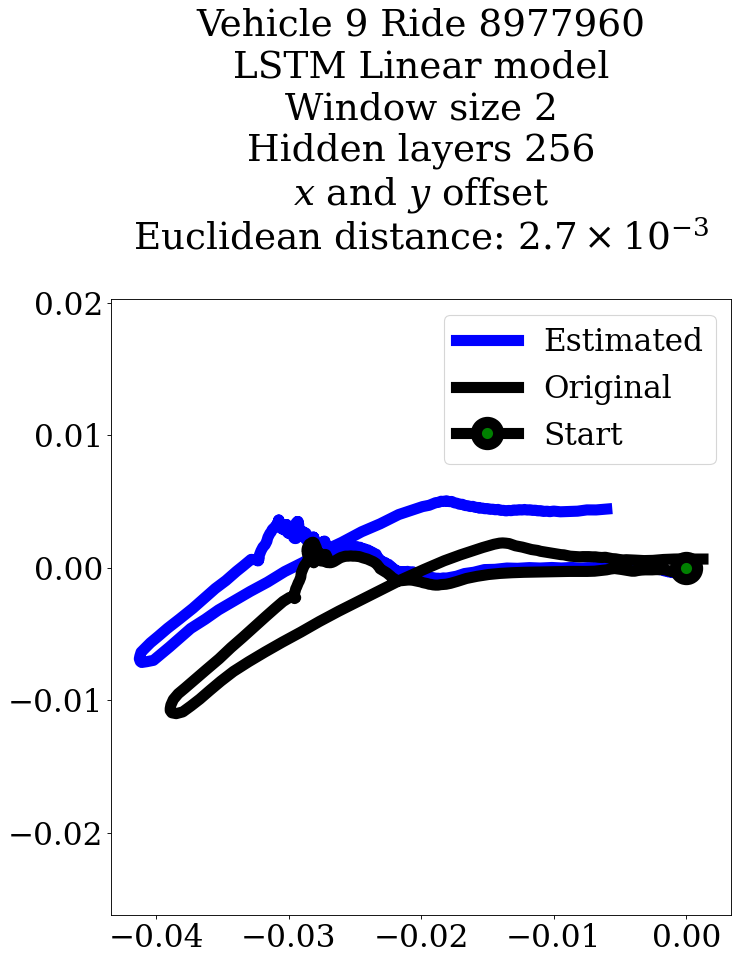 Vehicle 9 Ride 8977960
LSTM Linear model
Window size 2
Hidden layers 256
x and y offset
Euclidean distance: 2.7 × 10⁻³
0.02
0.01
0.00
−0.01
−0.02
Estimated
Original
Start
−0.04
−0.03
−0.02
−0.01
0.00